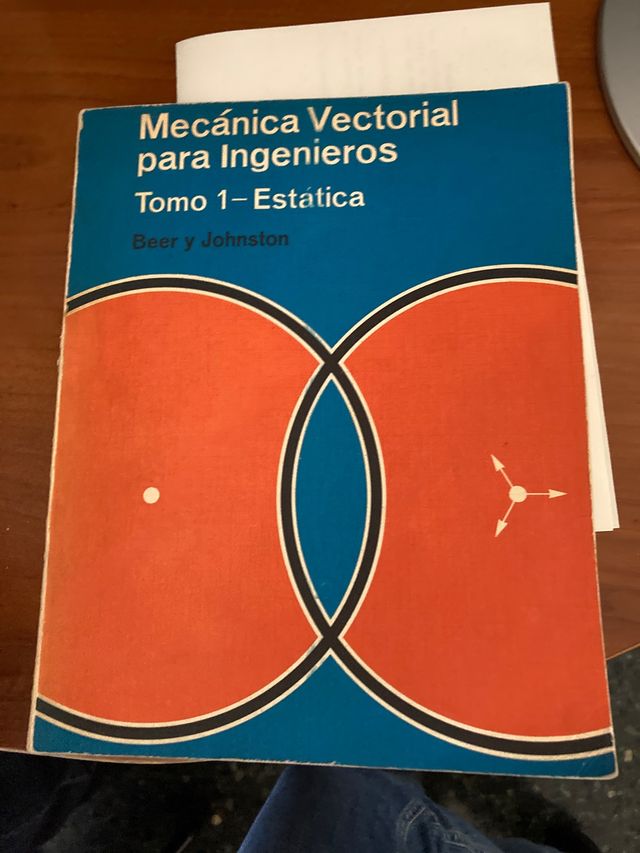 Mecánica Vectorial
para Ingenieros
Tomo 1 – Estática
Beer y Johnston